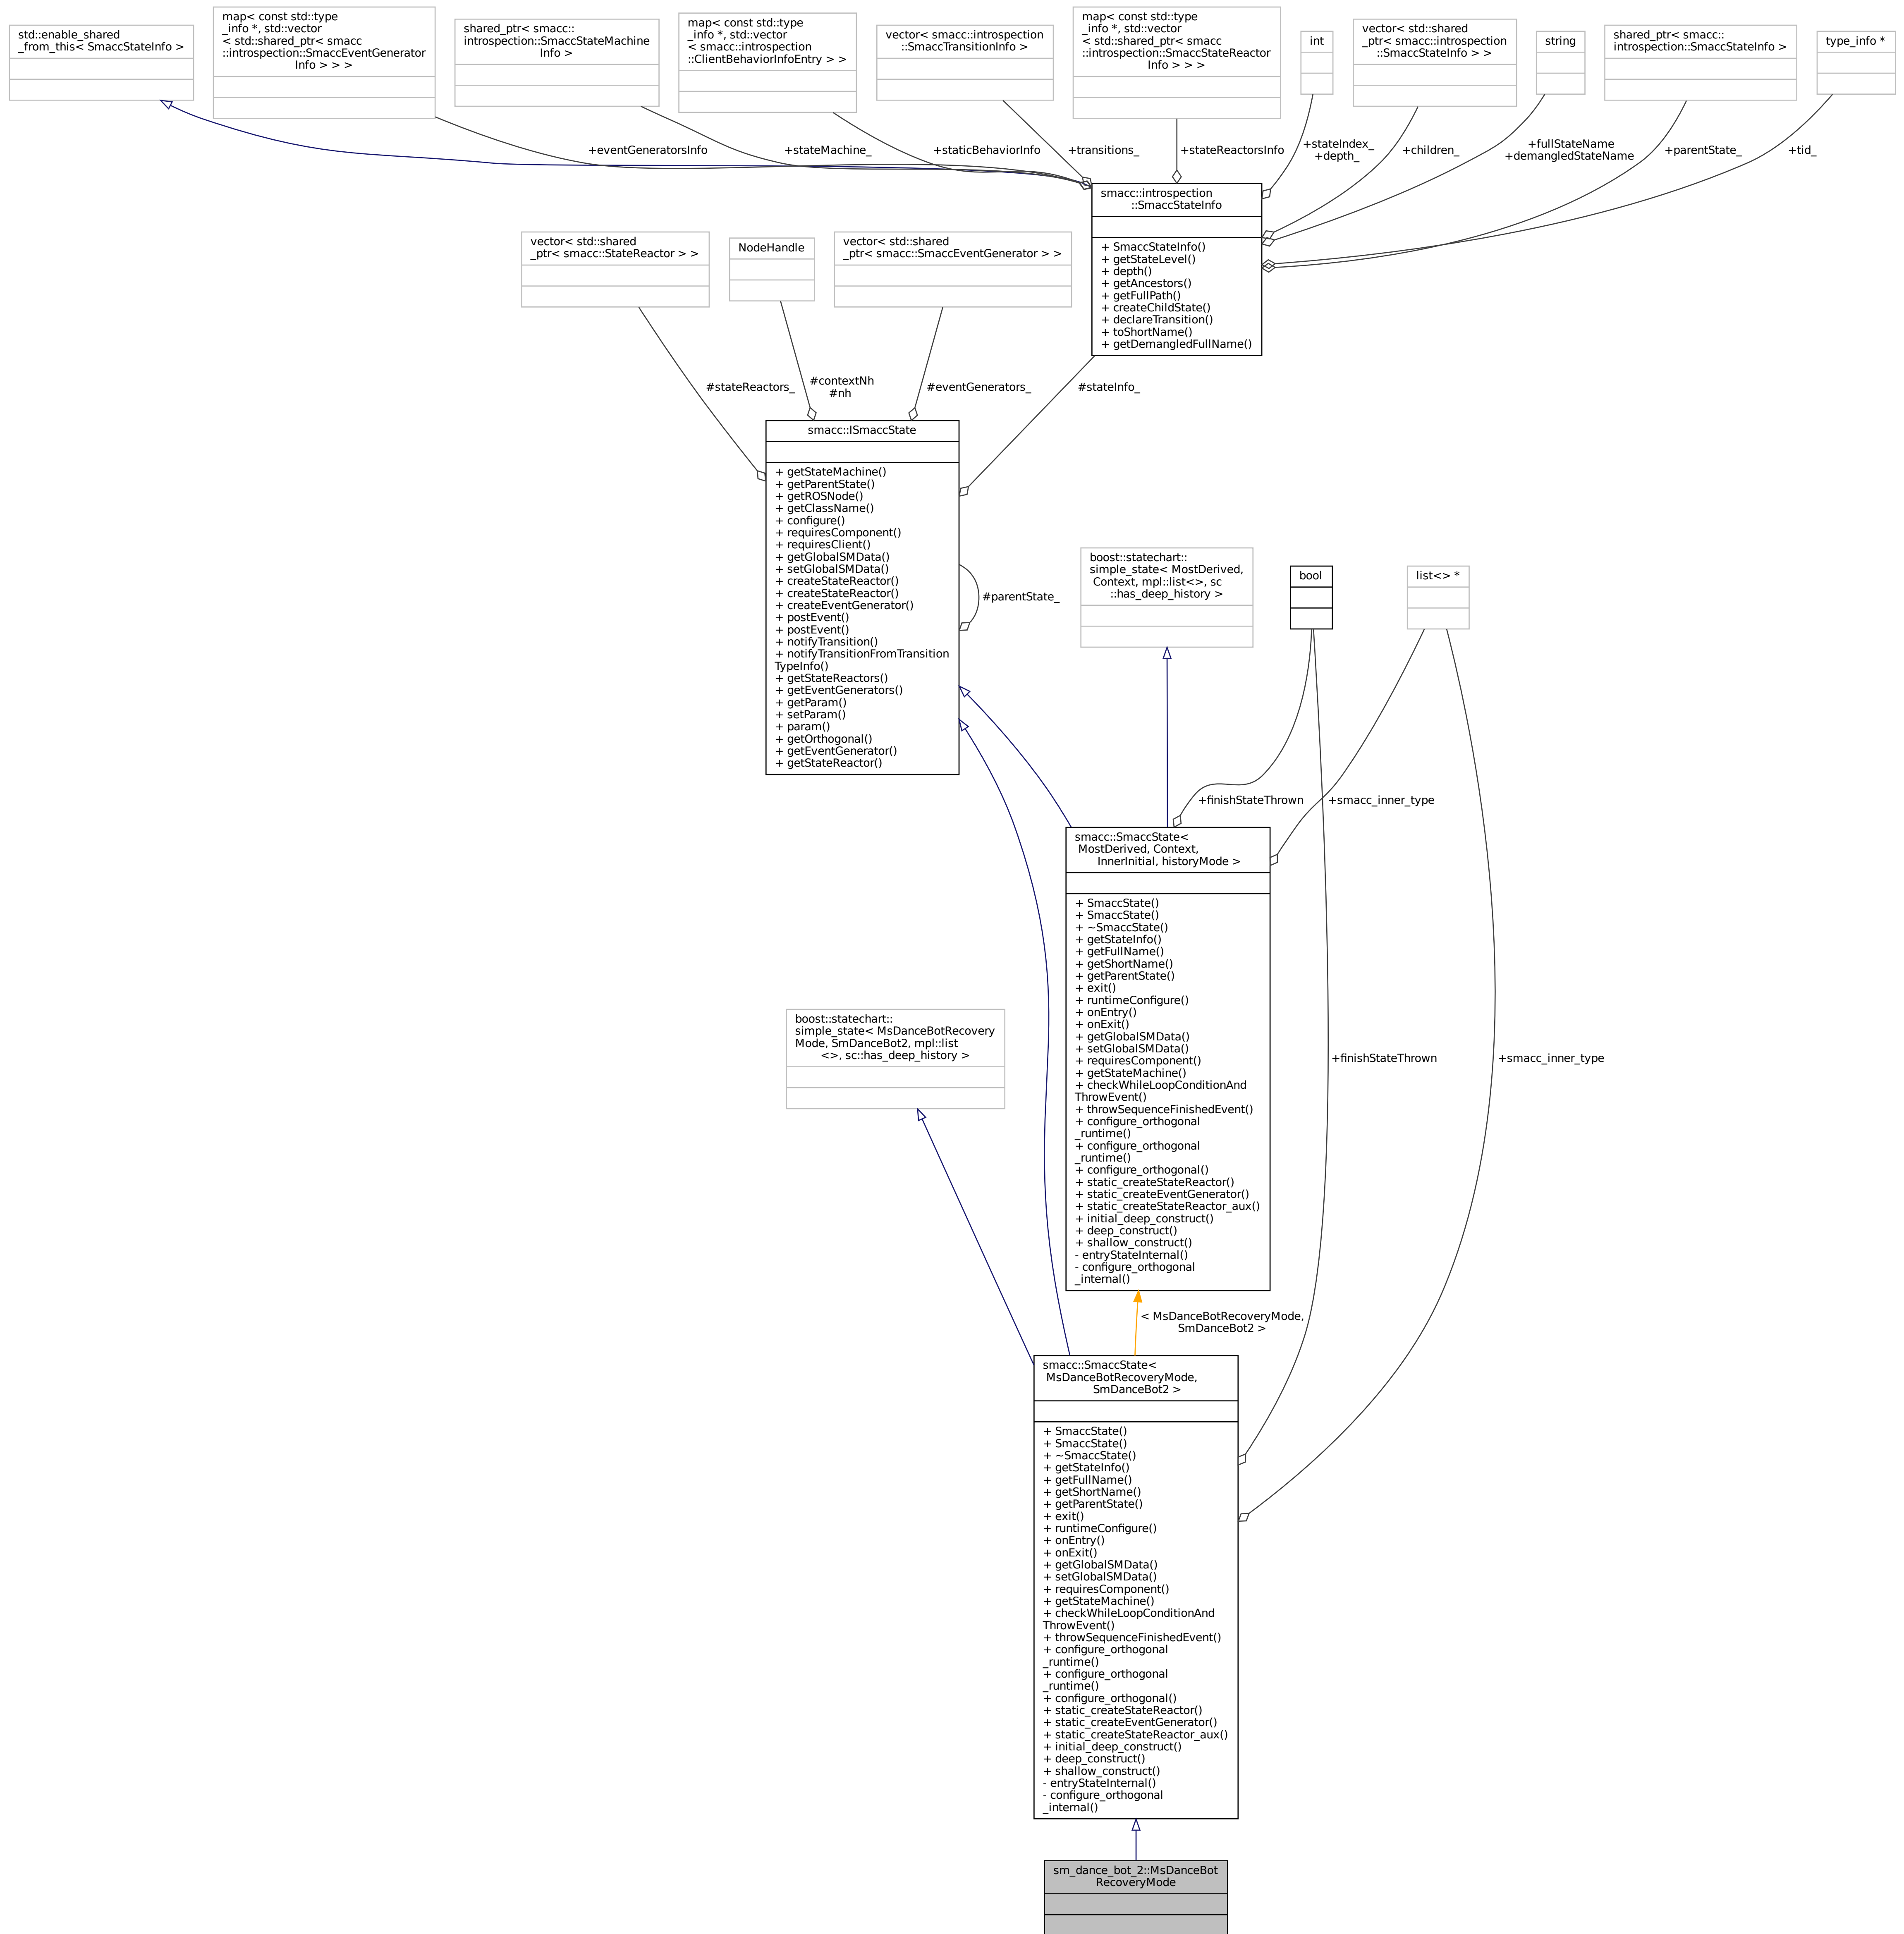 std::enable_shared
_from_this< SmaccStateInfo >
map< const std::type
_info *, std::vector
< std::shared_ptr< smacc
::introspection::SmaccEventGenerator
Info > > >
shared_ptr< smacc::
introspection::SmaccStateMachine
Info >
map< const std::type
_info *, std::vector
< smacc::introspection
::ClientBehaviorInfoEntry > >
vector< smacc::introspection
::SmaccTransitionInfo >
map< const std::type
_info *, std::vector
< std::shared_ptr< smacc
::introspection::SmaccStateReactor
Info > > >
int
vector< std::shared
_ptr< smacc::introspection
::SmaccStateInfo > >
string
shared_ptr< smacc::
introspection::SmaccStateInfo >
type_info *
+eventGeneratorsInfo
+stateMachine_
+staticBehaviorInfo
+transitions_
+stateReactorsInfo
+stateIndex_
+depth_
+children_
+fullStateName
+demangledStateName
+parentState_
+tid_
smacc::introspection
::SmaccStateInfo
+ SmaccStateInfo()
+ getStateLevel()
+ depth()
+ getAncestors()
+ getFullPath()
+ createChildState()
+ declareTransition()
+ toShortName()
+ getDemangledFullName()
vector< std::shared
_ptr< smacc::StateReactor > >
NodeHandle
vector< std::shared
_ptr< smacc::SmaccEventGenerator > >
#stateReactors_
#contextNh
#nh
#eventGenerators_
#stateInfo_
smacc::ISmaccState
+ getStateMachine()
+ getParentState()
+ getROSNode()
+ getClassName()
+ configure()
+ requiresComponent()
+ requiresClient()
+ getGlobalSMData()
+ setGlobalSMData()
+ createStateReactor()
+ createStateReactor()
+ createEventGenerator()
+ postEvent()
+ postEvent()
+ notifyTransition()
+ notifyTransitionFromTransition
TypeInfo()
+ getStateReactors()
+ getEventGenerators()
+ getParam()
+ setParam()
+ param()
+ getOrthogonal()
+ getEventGenerator()
+ getStateReactor()
#parentState_
boost::statechart::
simple_state< MostDerived,
Context, mpl::list<>, sc
::has_deep_history >
bool
list<> *
+finishStateThrown
+smacc_inner_type
smacc::SmaccState<
MostDerived, Context,
InnerInitial, historyMode >
+ SmaccState()
+ SmaccState()
+ ~SmaccState()
+ getStateInfo()
+ getFullName()
+ getShortName()
+ getParentState()
+ exit()
+ runtimeConfigure()
+ onEntry()
+ onExit()
+ getGlobalSMData()
+ setGlobalSMData()
+ requiresComponent()
+ getStateMachine()
+ checkWhileLoopConditionAnd
ThrowEvent()
+ throwSequenceFinishedEvent()
+ configure_orthogonal
_runtime()
+ configure_orthogonal
_runtime()
+ configure_orthogonal()
+ static_createStateReactor()
+ static_createEventGenerator()
+ static_createStateReactor_aux()
+ initial_deep_construct()
+ deep_construct()
+ shallow_construct()
- entryStateInternal()
- configure_orthogonal
_internal()
boost::statechart::
simple_state< MsDanceBotRecovery
Mode, SmDanceBot2, mpl::list
<>, sc::has_deep_history >
+finishStateThrown
+smacc_inner_type
< MsDanceBotRecoveryMode,
SmDanceBot2 >
smacc::SmaccState<
MsDanceBotRecoveryMode,
SmDanceBot2 >
+ SmaccState()
+ SmaccState()
+ ~SmaccState()
+ getStateInfo()
+ getFullName()
+ getShortName()
+ getParentState()
+ exit()
+ runtimeConfigure()
+ onEntry()
+ onExit()
+ getGlobalSMData()
+ setGlobalSMData()
+ requiresComponent()
+ getStateMachine()
+ checkWhileLoopConditionAnd
ThrowEvent()
+ throwSequenceFinishedEvent()
+ configure_orthogonal
_runtime()
+ configure_orthogonal
_runtime()
+ configure_orthogonal()
+ static_createStateReactor()
+ static_createEventGenerator()
+ static_createStateReactor_aux()
+ initial_deep_construct()
+ deep_construct()
+ shallow_construct()
- entryStateInternal()
- configure_orthogonal
_internal()
sm_dance_bot_2::MsDanceBot
RecoveryMode